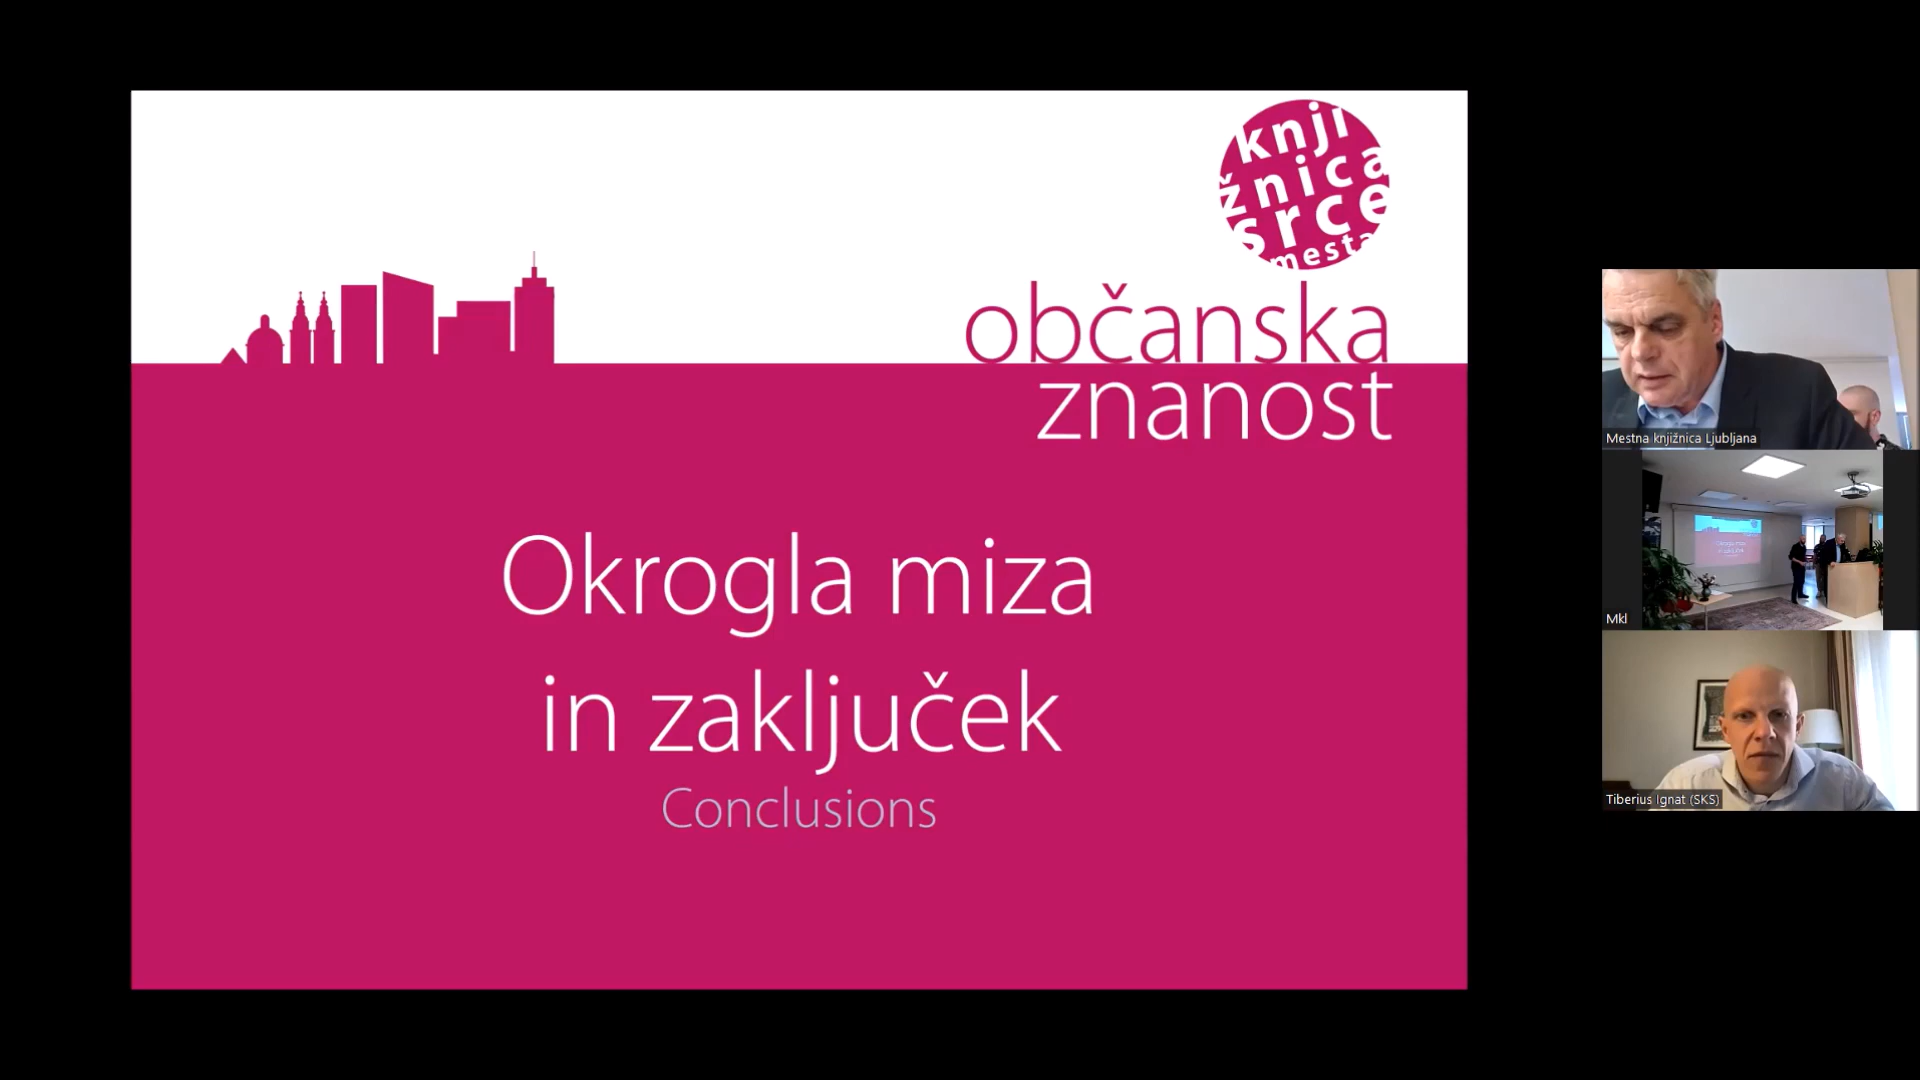 knji
žnica
srce
mesta
občanska
znanost
Okrogla miza
in zaključek
Conclusions
Mestna knjižnica Ljubljana
Mkl
Tiberius Ignat (SKS)